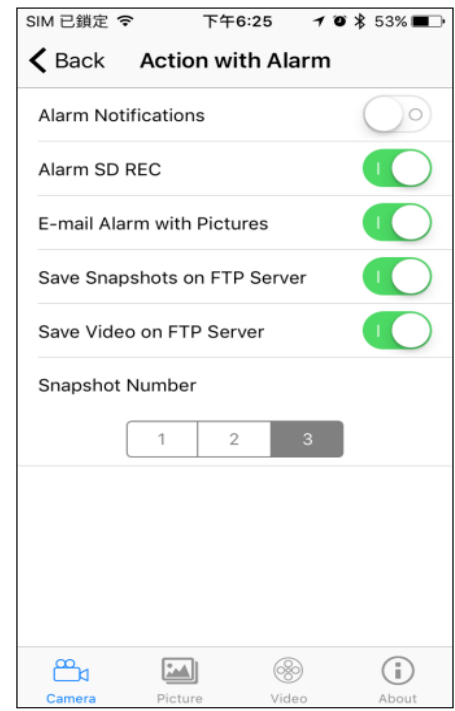 SIM 已鎖定 下午6:25 53%
Back Action with Alarm
Alarm Notifications
Alarm SD REC
E-mail Alarm with Pictures
Save Snapshots on FTP Server
Save Video on FTP Server
Snapshot Number
1 2 3
Camera Picture Video About